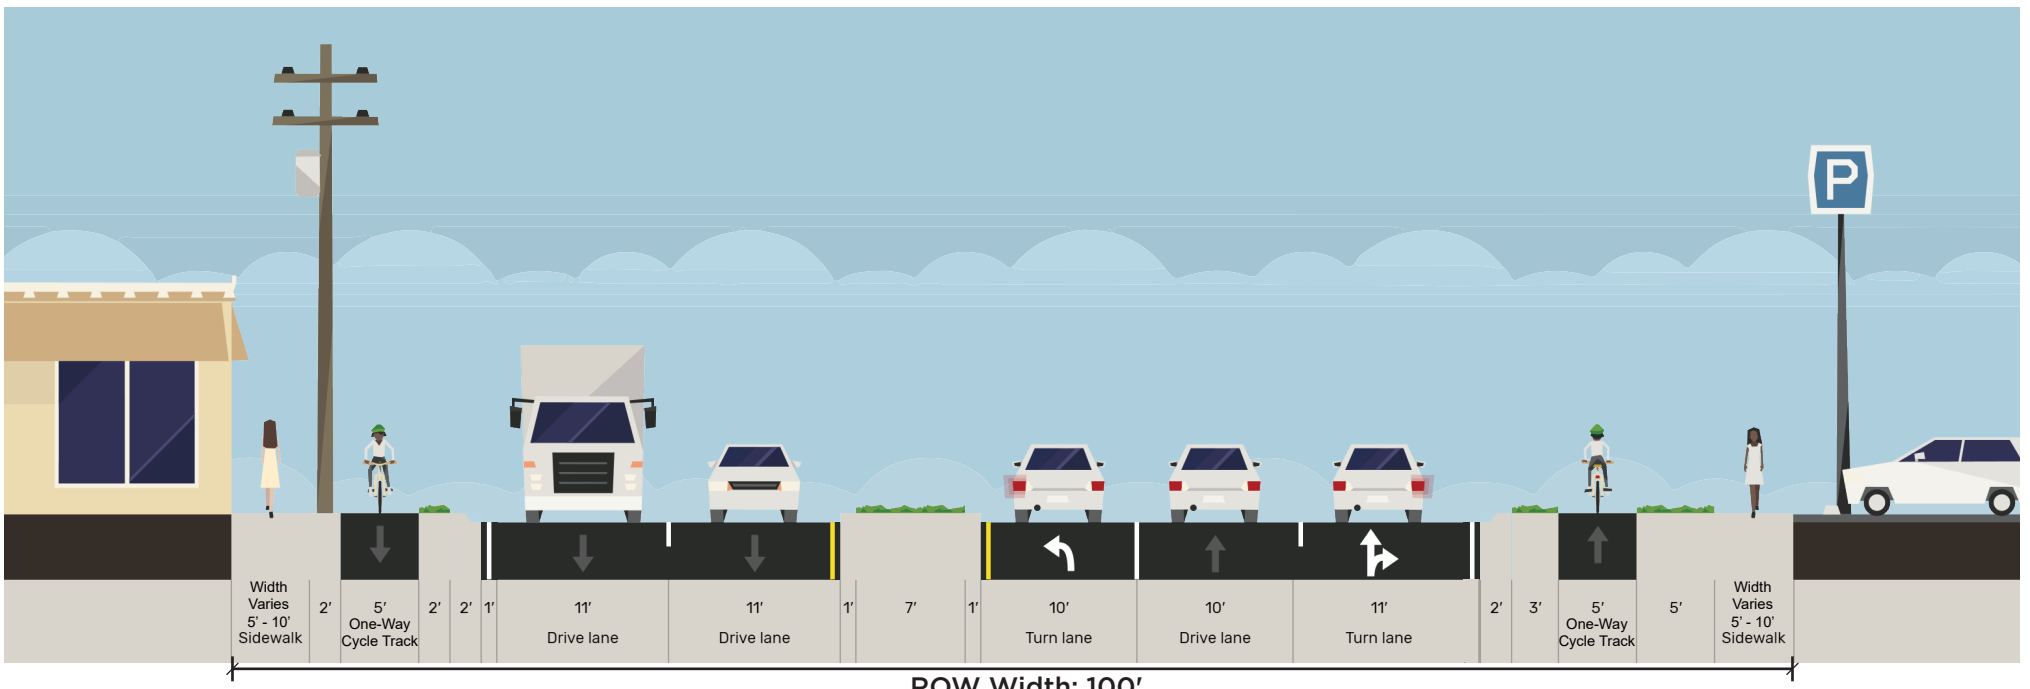 P
Width
Varies
5' - 10'
Sidewalk
2'
5'
One-Way
Cycle Track
2'
2'
1'
11'
Drive lane
11'
Drive lane
1'
7'
1'
10'
Turn lane
10'
Drive lane
11'
Turn lane
2'
3'
5'
One-Way
Cycle Track
5'
Width
Varies
5' - 10'
Sidewalk
ROW Width: 100'